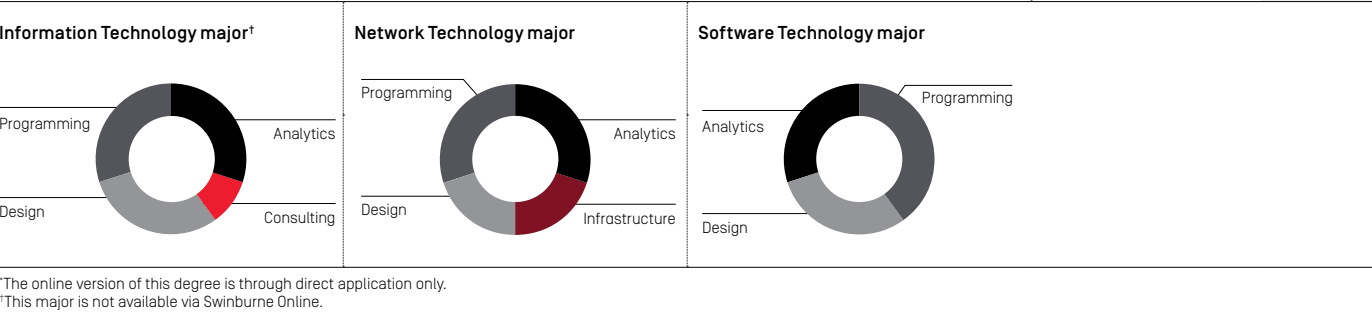 Information Technology major†
Programming
Analytics
Design
Consulting
Network Technology major
Programming
Analytics
Design
Infrastructure
Software Technology major
Programming
Analytics
Design
*The online version of this degree is through direct application only.
†This major is not available via Swinburne Online.